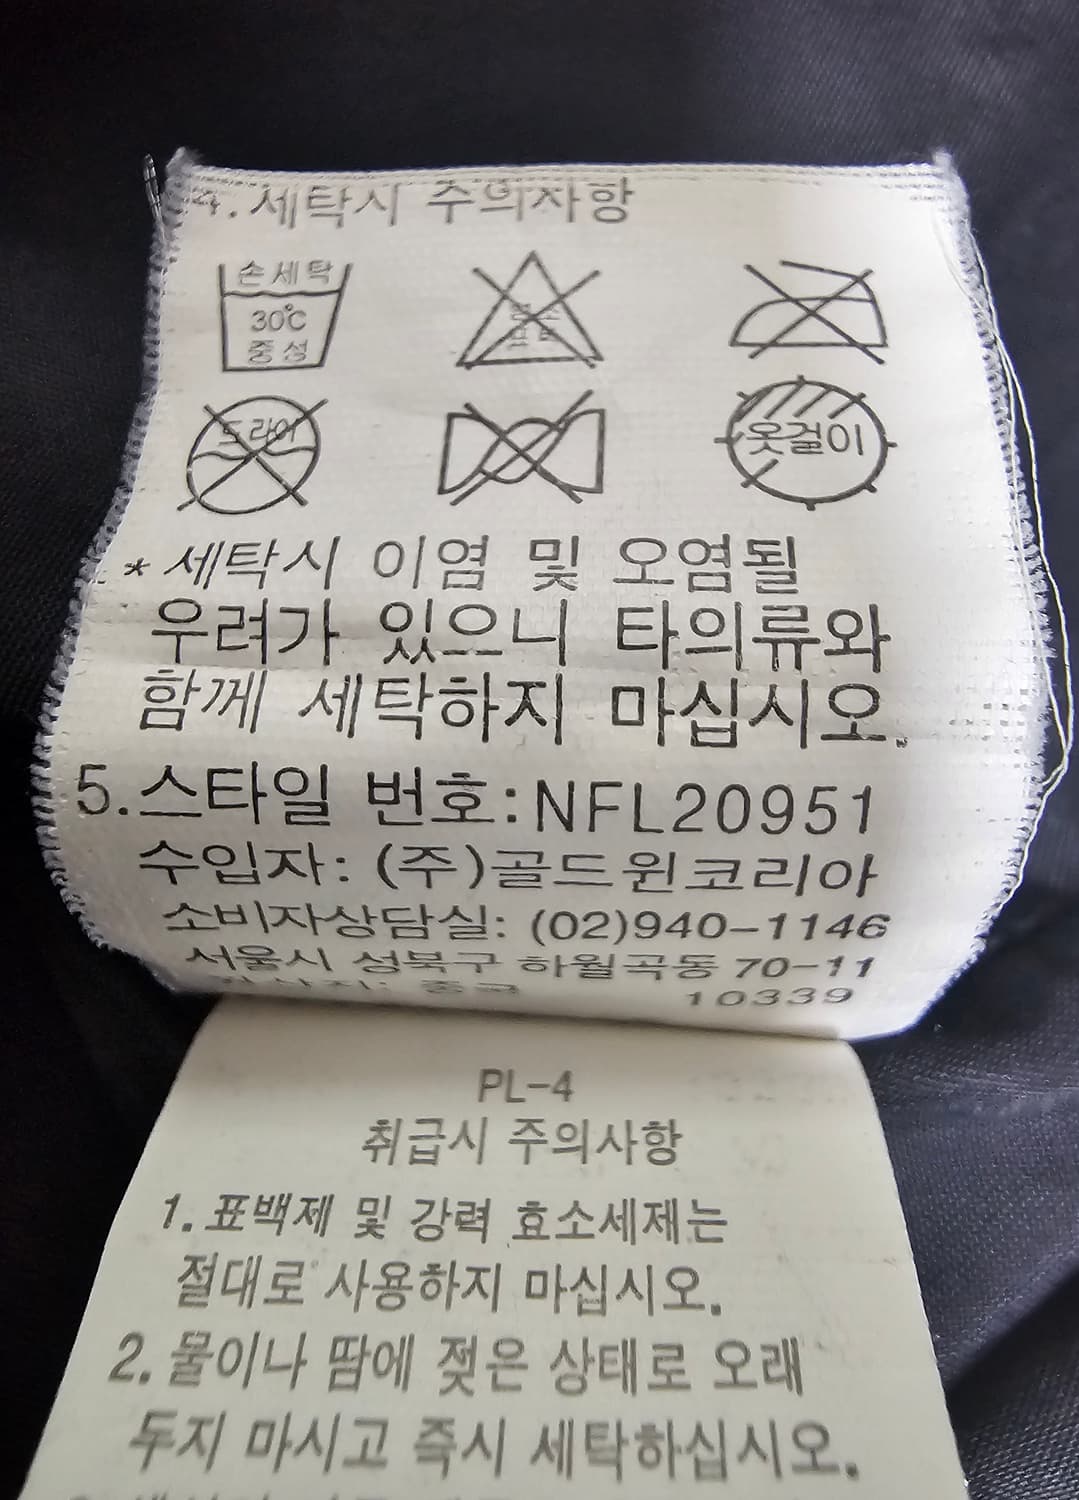 4. 세탁시 주의사항
손세탁
30℃
중성
드라이
옷걸이
* 세탁시 이염 및 오염될
우려가 있으니 타의류와
함께 세탁하지 마십시오.
5. 스타일 번호: NFL20951
수입자: (주)골드윈코리아
소비자상담실: (02)940-1146
서울시 성북구 하월곡동 70-11
10339
PL-4
취급시 주의사항
1. 표백제 및 강력 효소세제는
절대로 사용하지 마십시오.
2. 물이나 땀에 젖은 상태로 오래
두지 마시고 즉시 세탁하십시오.